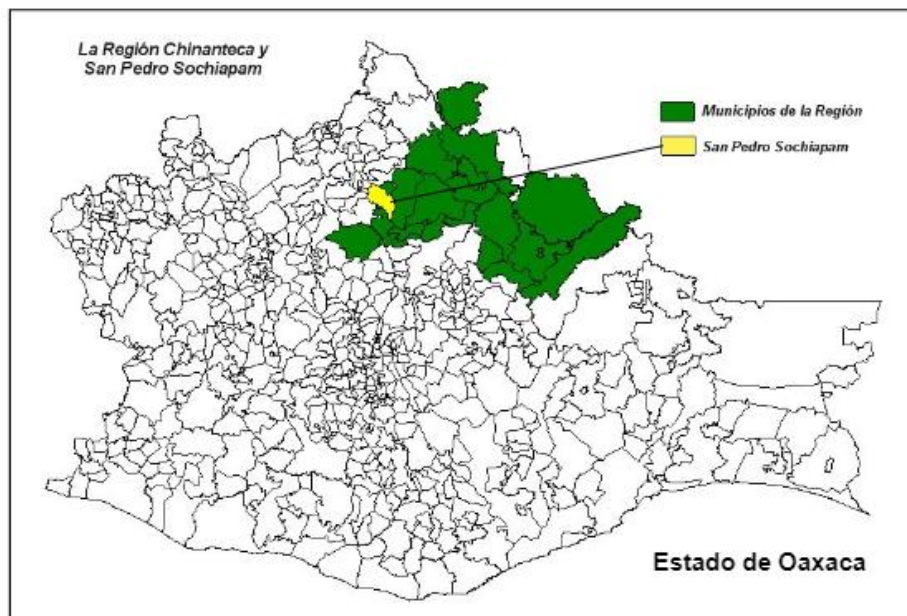 La Región Chinanteca y
San Pedro Sochiapam
Municipios de la Región
San Pedro Sochiapam
Estado de Oaxaca